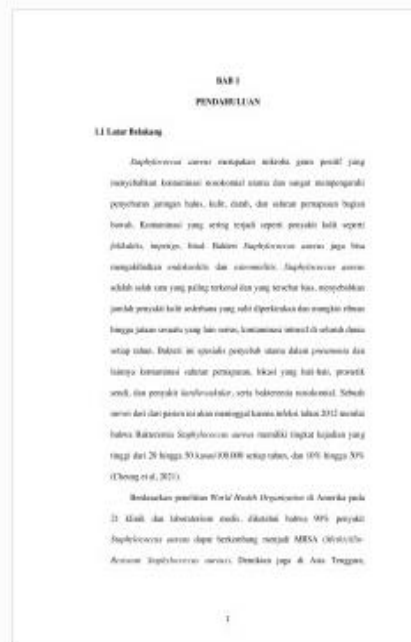 BAB I
PENDAHULUAN
1.1 Latar Belakang
Staphylococcus aureus merupakan mikroba gram positif yang
menyebabkan kontaminasi nosokomial utama dan sangat mempengaruhi
penyebaran jaringan halus, kulit, darah, dan saluran pernapasan bagian
bawah. Kontaminasi yang sering terjadi seperti penyakit kulit seperti
folikulitis, impetigo, bisul. Bakteri Staphylococcus aureus juga bisa
mengakibatkan endokarditis dan osteomielitis. Staphylococcus aureus
adalah salah satu yang paling terkenal dan yang tersebar luas, menyebabkan
jumlah penyakit kulit sederhana yang sulit diperkirakan dan mungkin ribuan
hingga jutaan sesuatu yang lain serius, kontaminasi intensif di seluruh dunia
setiap tahun. Bakteri ini spesialis penyebab utama dalam pneumonia dan
lainnya kontaminasi saluran pernapasan, lokasi yang hati-hati, prostetik
sendi, dan penyakit kardiovaskular, serta bakteremia nosokomial. Sebuah
survei dari dari pasien ini akan meninggal karena infeksi tahun 2012 menilai
bahwa Bakteremia Staphylococcus aureus memiliki tingkat kejadian yang
tinggi dari 20 hingga 50 kasus/100.000 setiap tahun, dan 10% hingga 30%
(Cheung et al, 2021).
Berdasarkan penelitian World Health Organization di Amerika pada
21 klinik dan laboratorium medis, diketahui bahwa 90% penyakit
Staphylococcus aureus dapat berkembang menjadi MRSA (Methicillin-
Resistant Staphylococcus aureus). Demikian juga di Asia Tenggara,
1